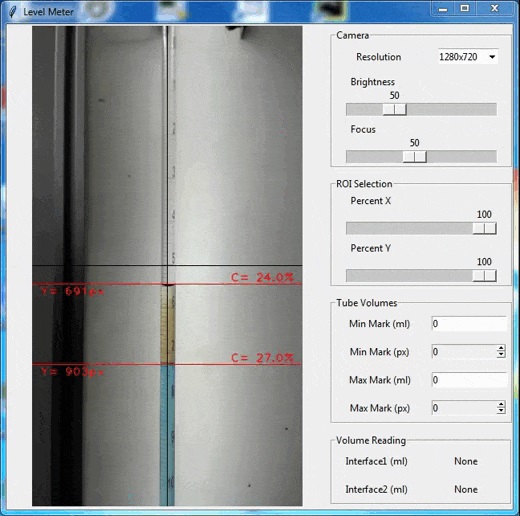 Level Meter
Camera
Resolution 1280x720
Brightness
50
Focus
50
ROI Selection
Percent X
100
Percent Y
100
Tube Volumes
Min Mark (ml) 0
Min Mark (px) 0
Max Mark (ml) 0
Max Mark (px) 0
Volume Reading
Interface1 (ml) None
Interface2 (ml) None
C= 24.0%
Y= 691
C= 27.0%
Y= 903